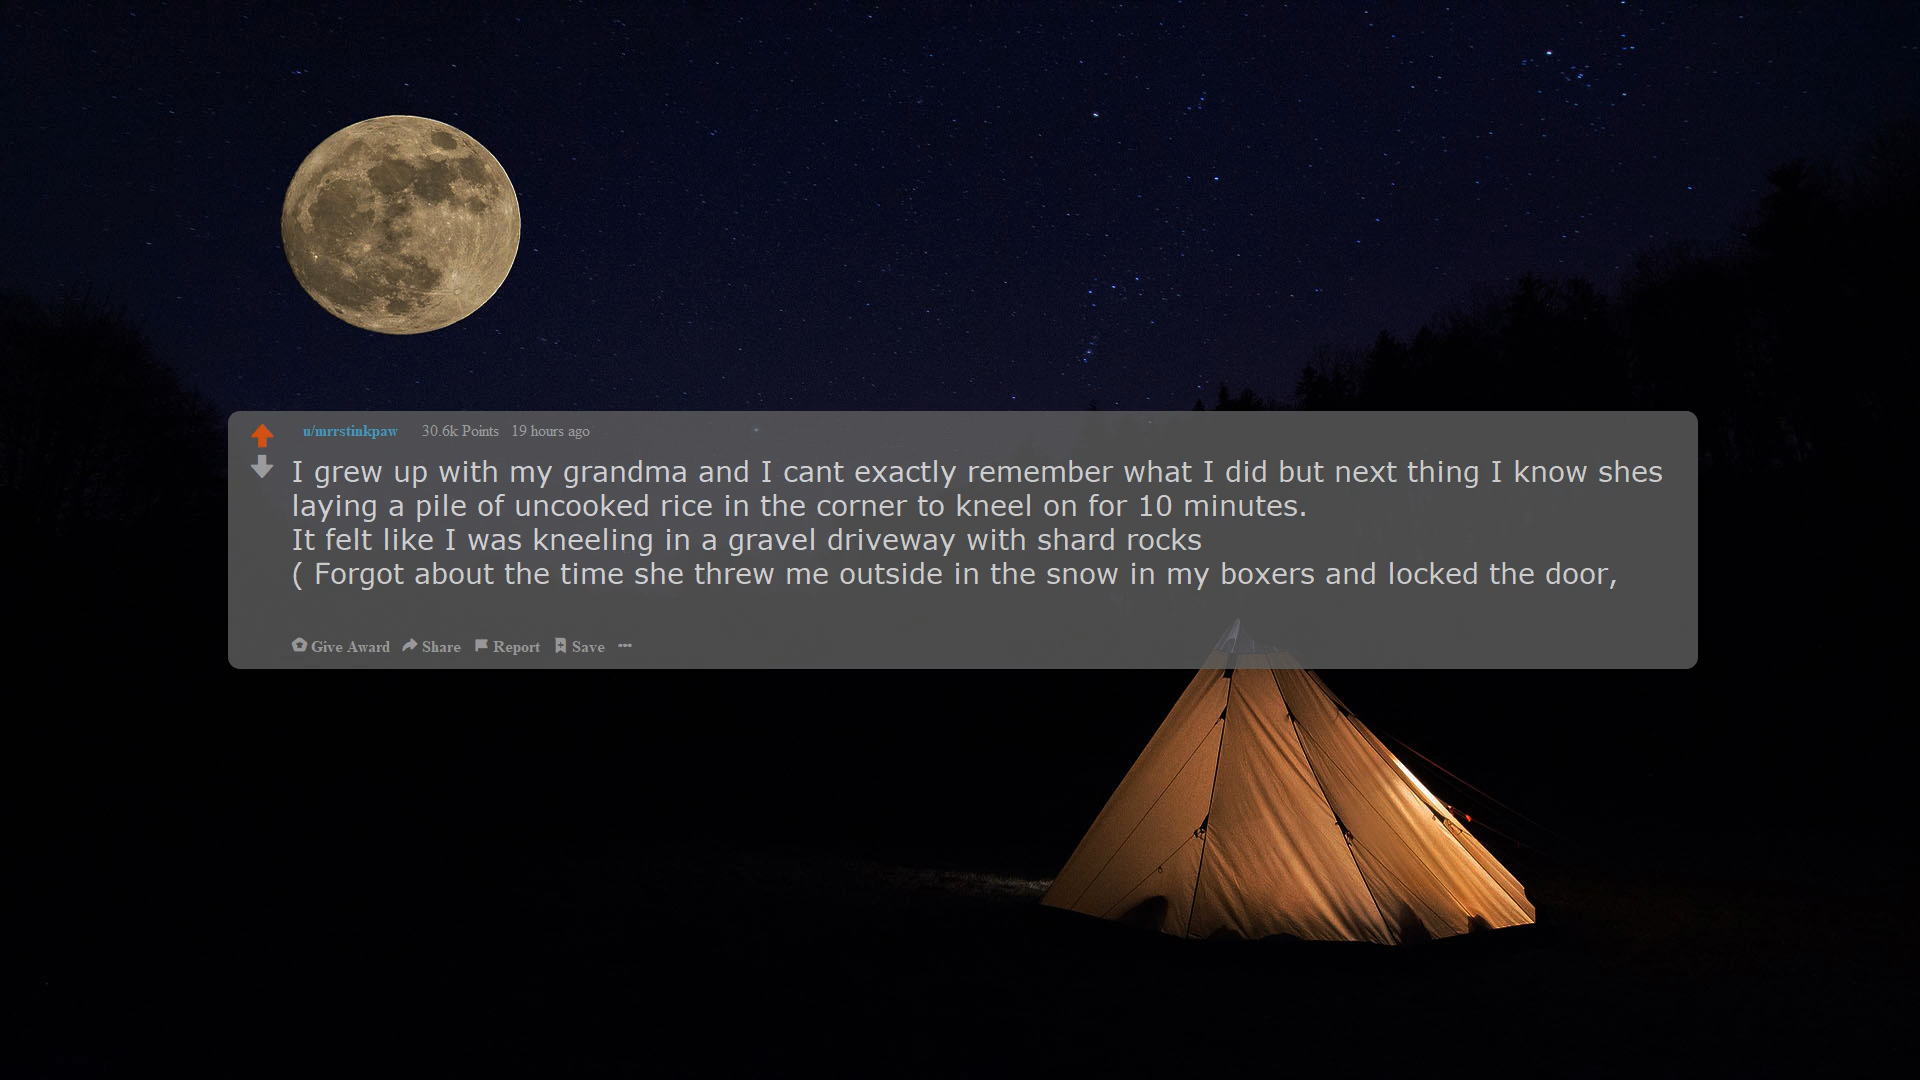 u/mrrstinkpaw 30.6k Points 19 hours ago
I grew up with my grandma and I cant exactly remember what I did but next thing I know shes
laying a pile of uncooked rice in the corner to kneel on for 10 minutes.
It felt like I was kneeling in a gravel driveway with shard rocks
( Forgot about the time she threw me outside in the snow in my boxers and locked the door,
Give Award Share Report Save ···